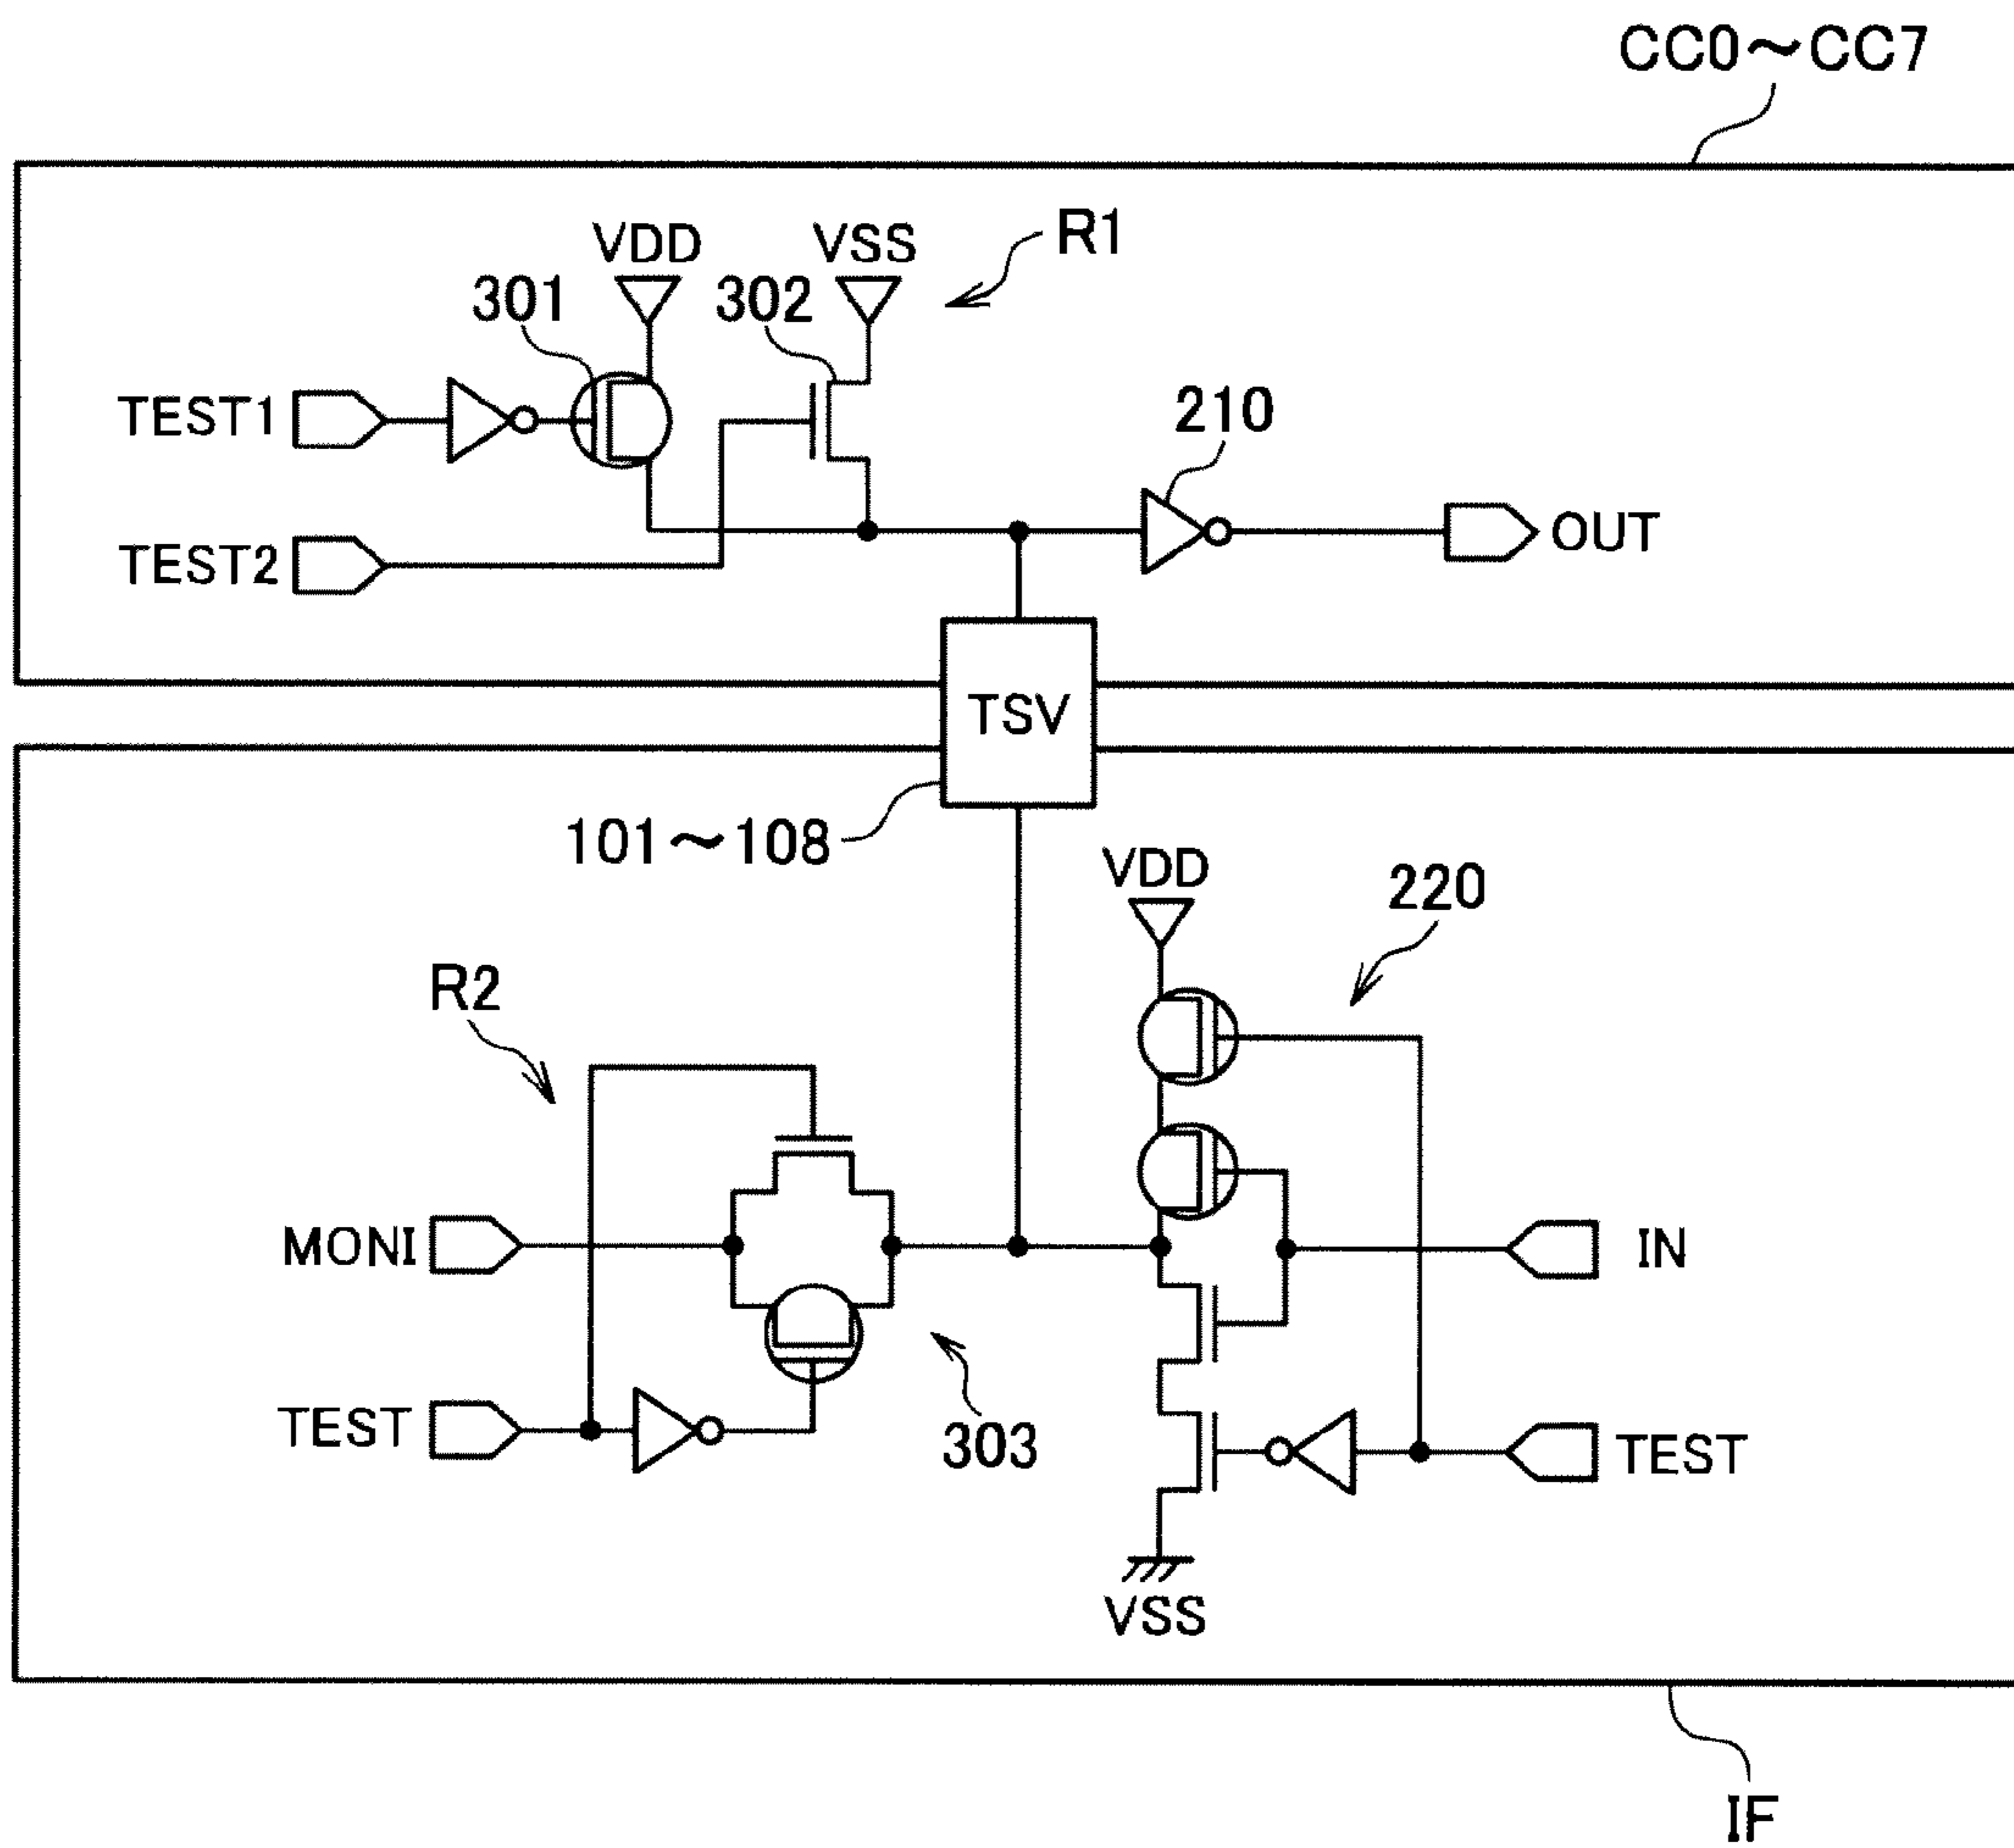 CC0～CC7
VDD
VSS
R1
301
302
TEST1
210
TEST2
OUT
TSV
101～108
VDD
220
R2
MONI
IN
TEST
303
TEST
VSS
IF